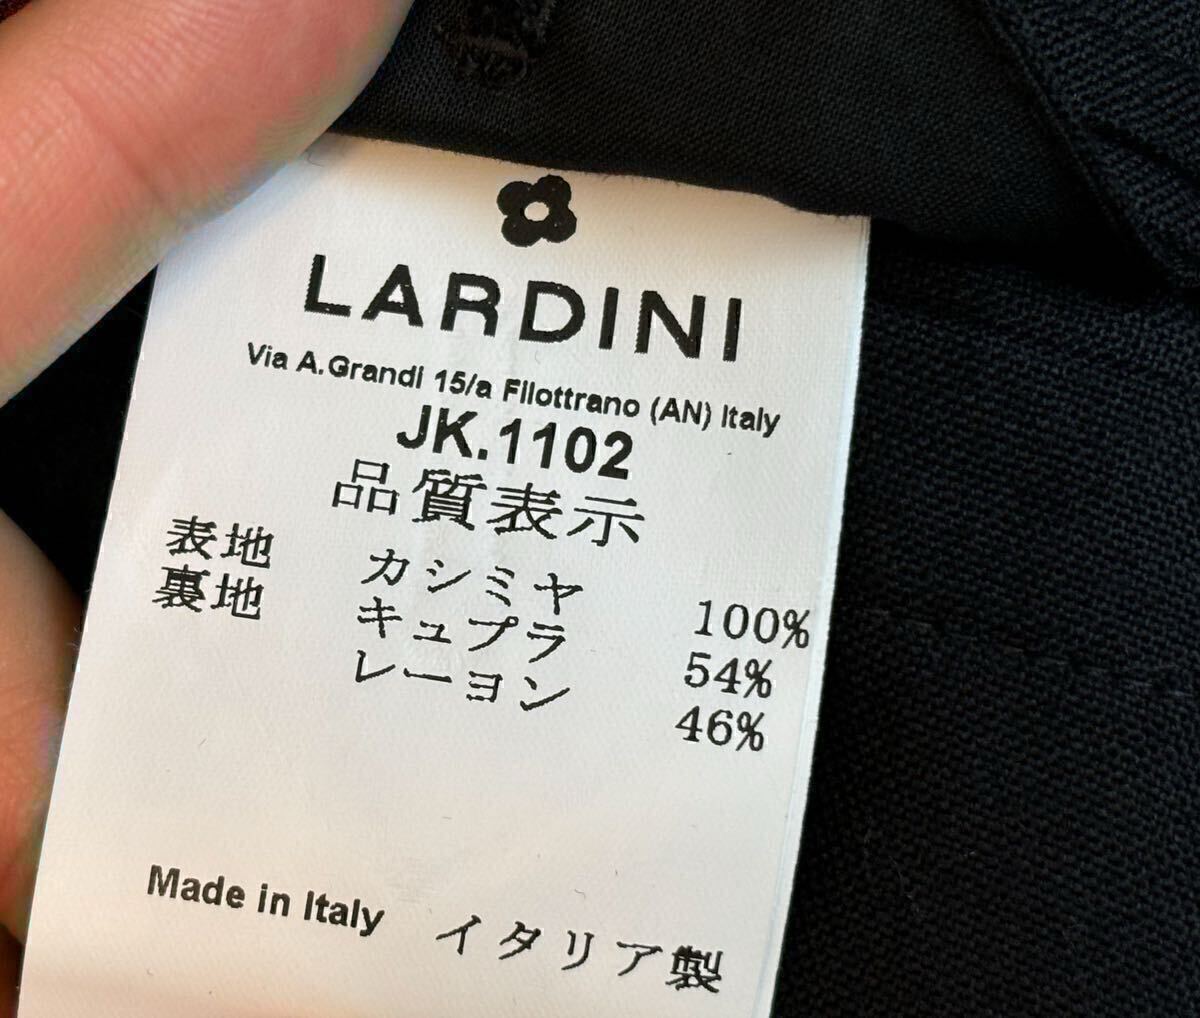 LARDINI
Via A.Grandi 15/a Filottrano (AN) Italy
JK.1102
品質表示
表地 カシミヤ 100%
裏地 キュプラ 54%
レーヨン 46%
Made in Italy イタリア製